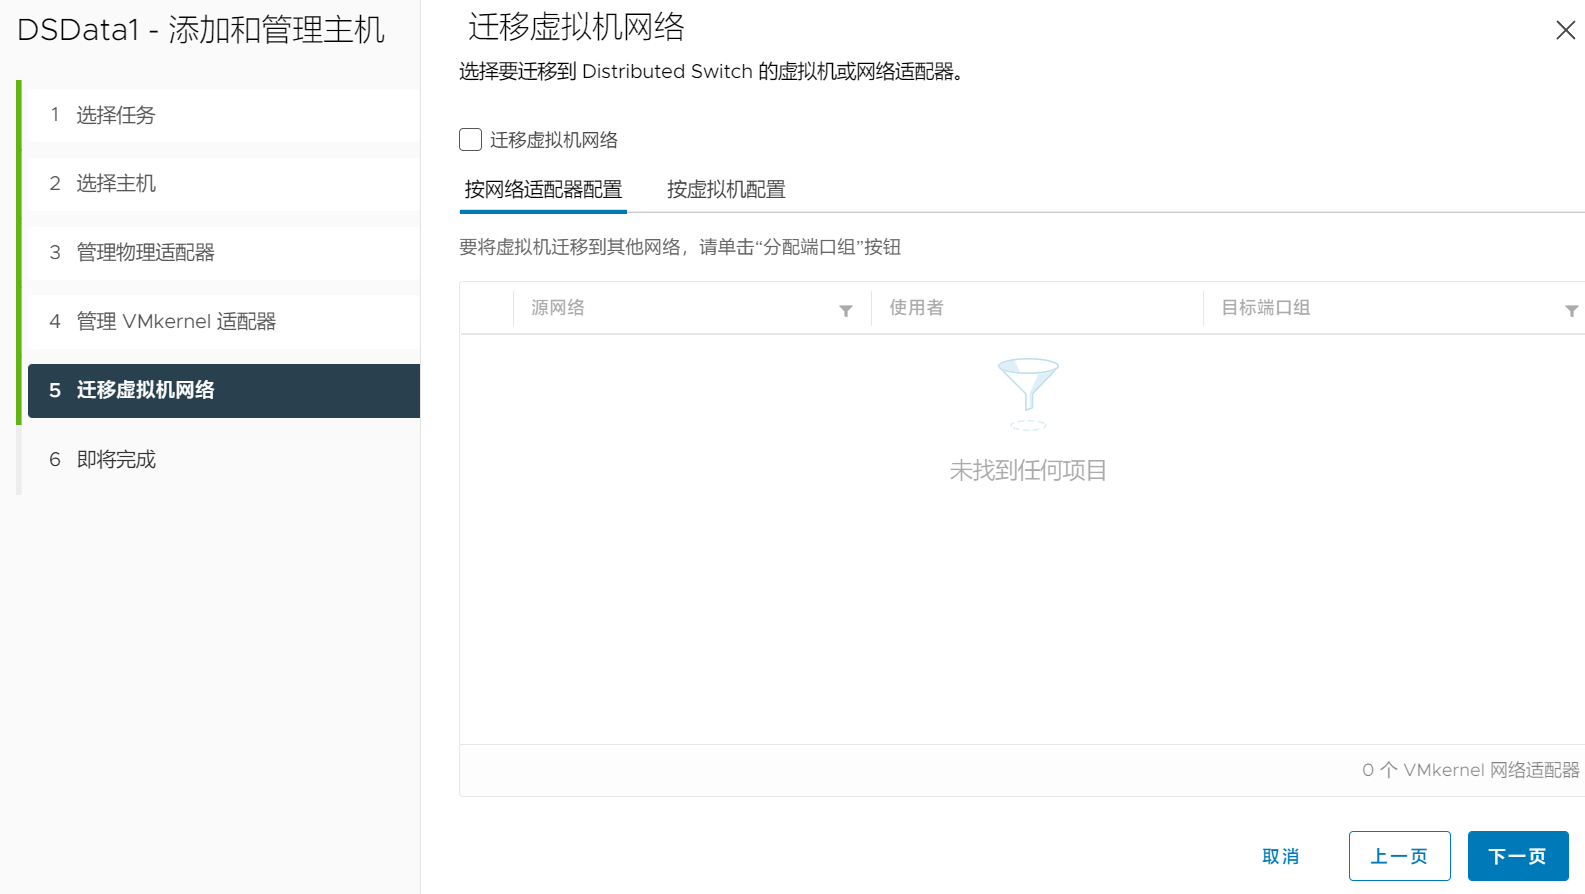 DSData1 - 添加和管理主机
1 选择任务
2 选择主机
3 管理物理适配器
4 管理 VMkernel 适配器
5 迁移虚拟机网络
6 即将完成
迁移虚拟机网络
选择要迁移到 Distributed Switch 的虚拟机或网络适配器。
迁移虚拟机网络
按网络适配器配置 按虚拟机配置
要将虚拟机迁移到其他网络，请单击“分配端口组”按钮
源网络 使用者 目标端口组
未找到任何项目
0 个 VMkernel 网络适配器
取消 上一页 下一页